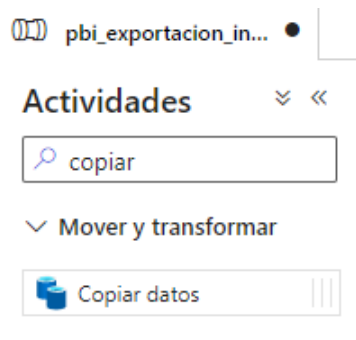 pbi_exportacion_in...
Actividades
copiar
Mover y transformar
Copiar datos